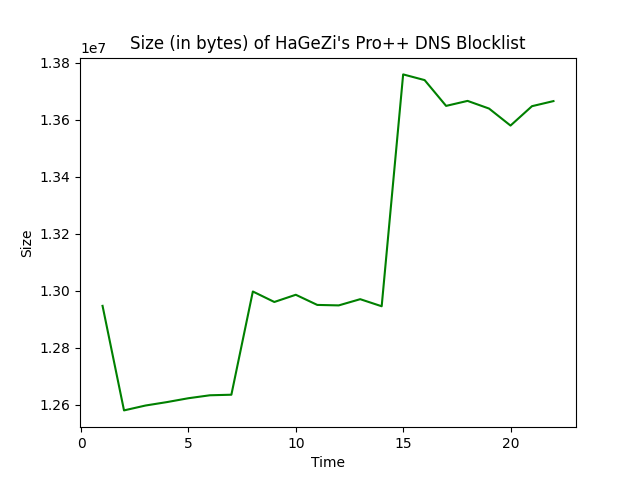 Size (in bytes) of HaGeZi's Pro++ DNS Blocklist
1e7
1.38
1.36
1.34
1.32
1.30
1.28
1.26
Size
0 5 10 15 20
Time